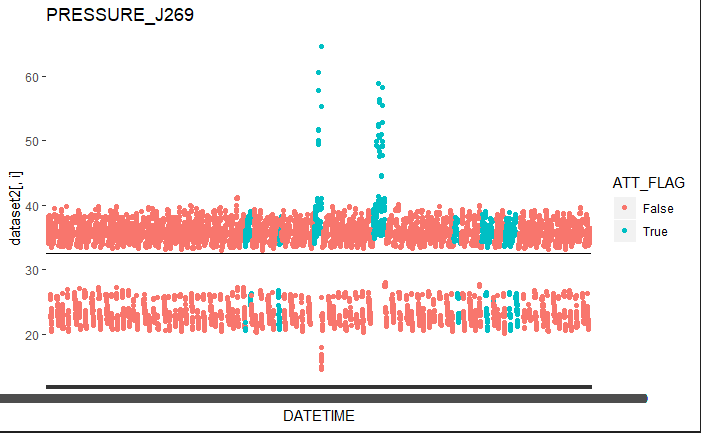 PRESSURE_J269
60
50
40
30
20
dataset2[, i]
DATETIME
ATT_FLAG
False
True